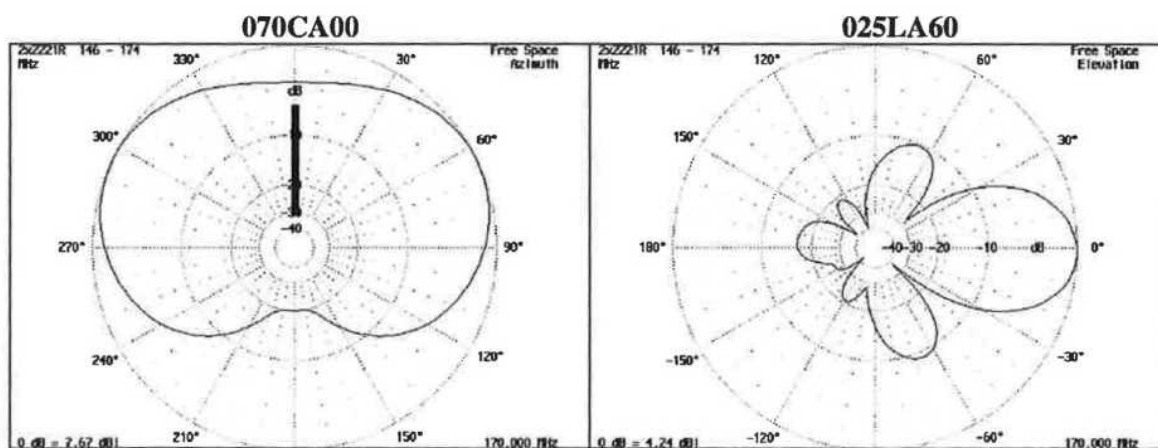 070CA00
025LA60
2x2221R 146 - 174
MHz
Free Space
Azimuth
330°
30°
dB
300°
60°
-30
-40
270°
90°
240°
120°
210°
150°
0 dB = 7.67 dBi
170.000 MHz
2x2221R 146 - 174
MHz
Free Space
Elevation
120°
60°
150°
30°
180°
-40 -30 -20 -10 dB
0°
-150°
-30°
-120°
-60°
0 dB = 4.24 dBi
170.000 MHz